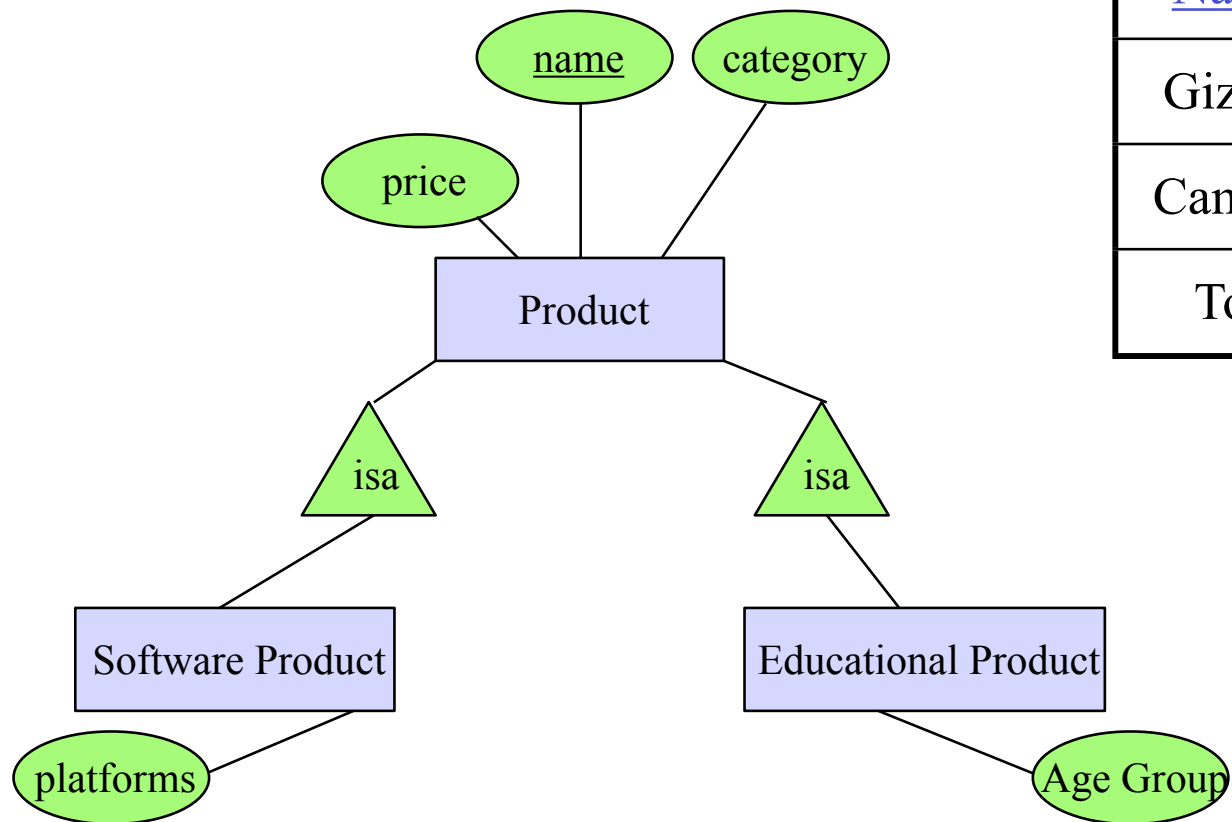 name
category
price
Product
isa
isa
Software Product
Educational Product
platforms
Age Group